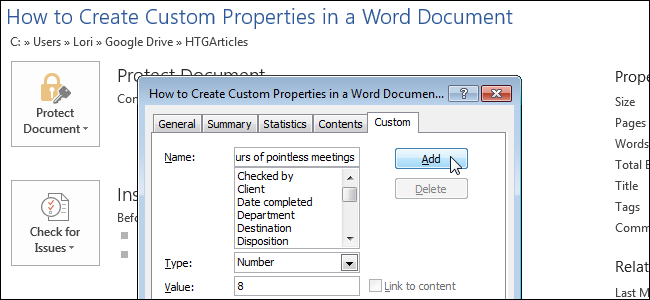 How to Create Custom Properties in a Word Document
C: » Users » Lori » Google Drive » HTGArticles
Protect
Document
Protect Document
How to Create Custom Properties in a Word Documen...
?
General
Summary
Statistics
Contents
Custom
Name:
urs of pointless meetings
Add
Checked by
Client
Date completed
Department
Destination
Disposition
Delete
Type:
Number
Value:
8
Link to content
Check for
Issues
Ins
Befo
Prope
Size
Pages
Words
Total E
Title
Tags
Comm
Relat
Last M